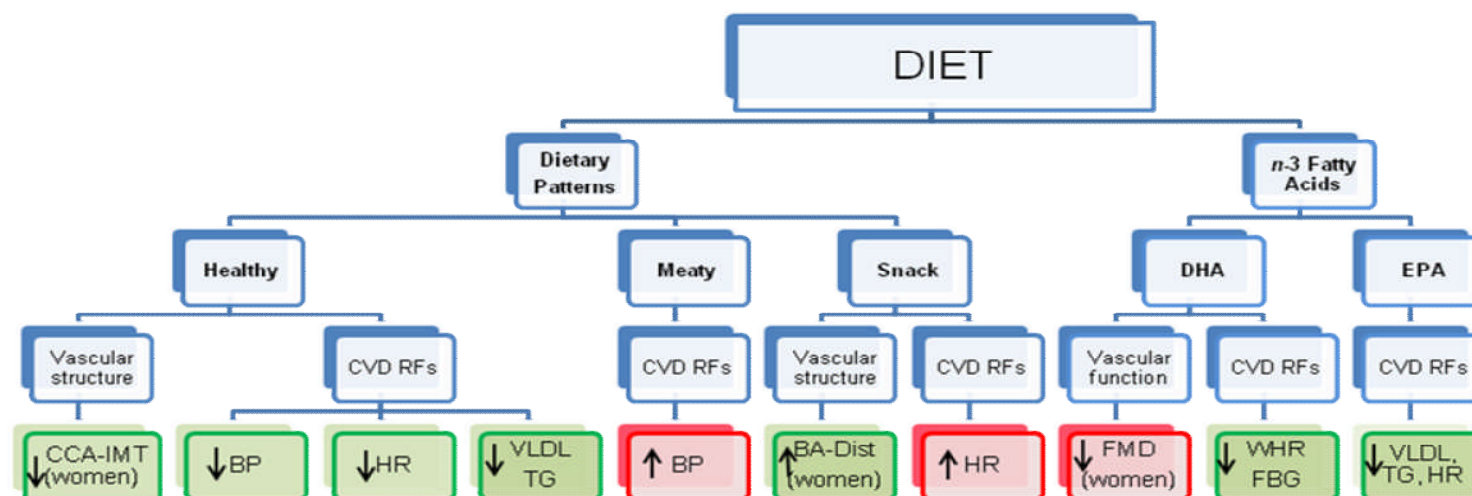 DIET
Dietary
Patterns
n-3 Fatty
Acids
Healthy
Meaty
Snack
DHA
EPA
Vascular
structure
CVD RFs
CVD RFs
Vascular
structure
CVD RFs
Vascular
function
CVD RFs
CVD RFs
↓ CCA-IMT
(women)
↓ BP
↓ HR
↓ VLDL
TG
↑ BP
↑ BA-Dist
(women)
↑ HR
↓ FMD
(women)
↓ WHR
FBG
↓ VLDL,
TG, HR